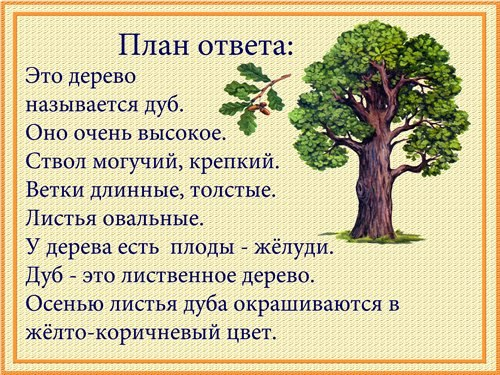 План ответа:
Это дерево
называется дуб.
Оно очень высокое.
Ствол могучий, крепкий.
Ветки длинные, толстые.
Листья овальные.
У дерева есть плоды - жёлуди.
Дуб - это лиственное дерево.
Осенью листья дуба окрашиваются в
жёлто-коричневый цвет.